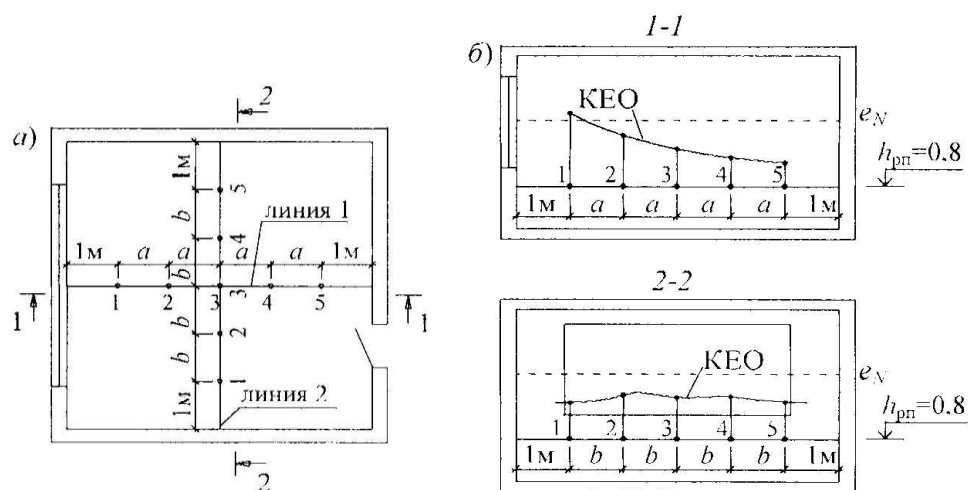 а)
2
1м
b
5
линия 1
4
1м a a b a a 1м
1 2 3 4 5
3
1 1
b
2
b
1
1м
линия 2
2
б)
1-1
КЕО
e_N
h_рп=0.8
1 2 3 4 5
1м a a a a 1м
2-2
КЕО
e_N
h_рп=0.8
1 2 3 4 5
1м b b b b 1м